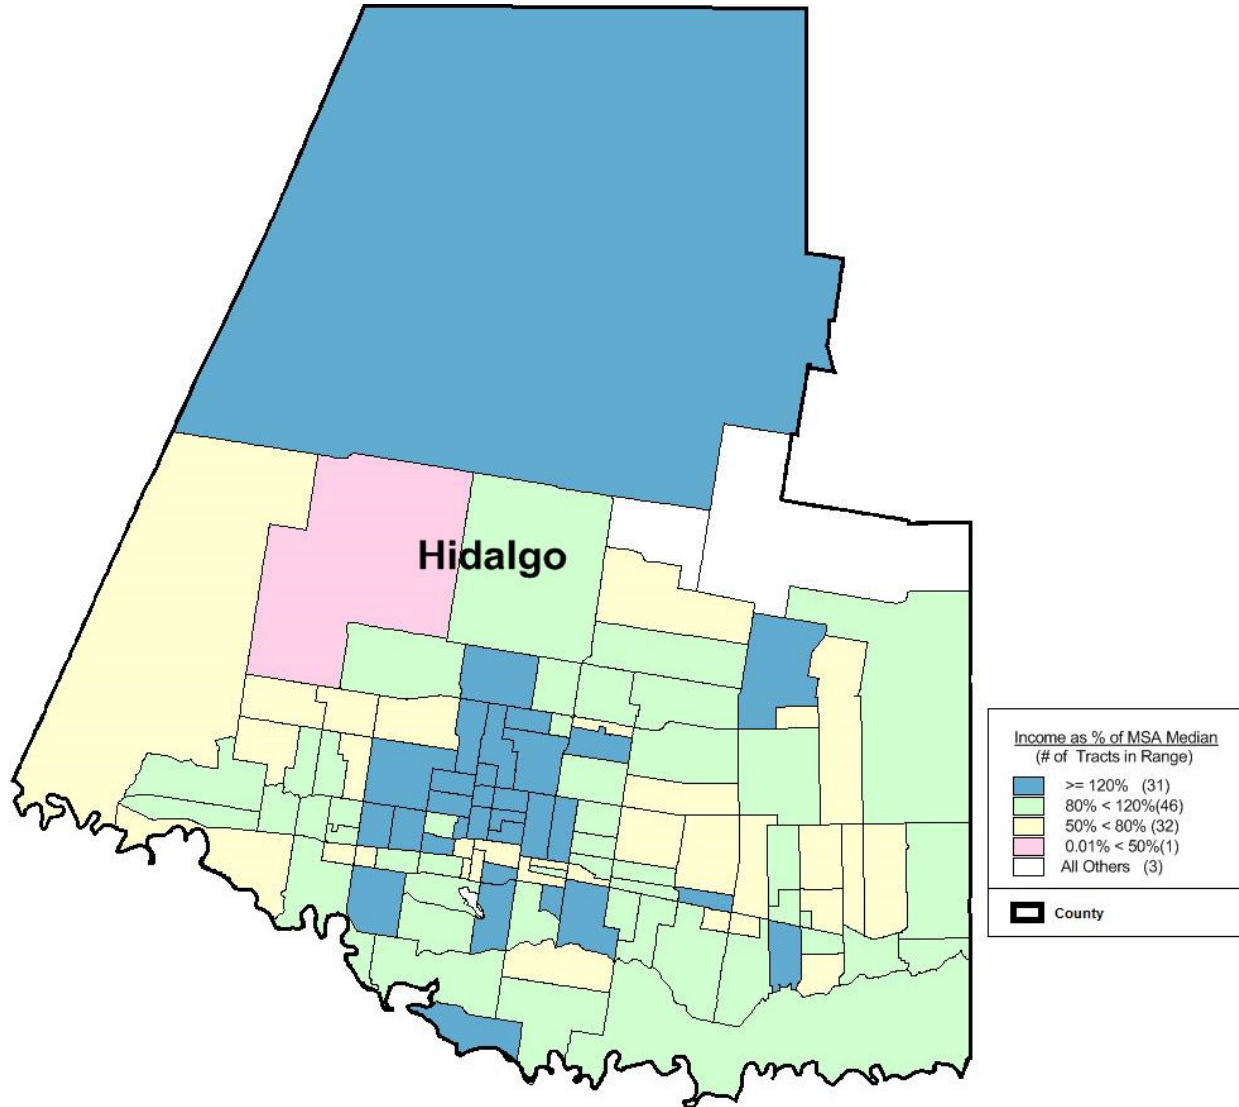 Hidalgo
Income as % of MSA Median
(# of Tracts in Range)
>= 120% (31)
80% < 120%(46)
50% < 80% (32)
0.01% < 50%(1)
All Others (3)
County